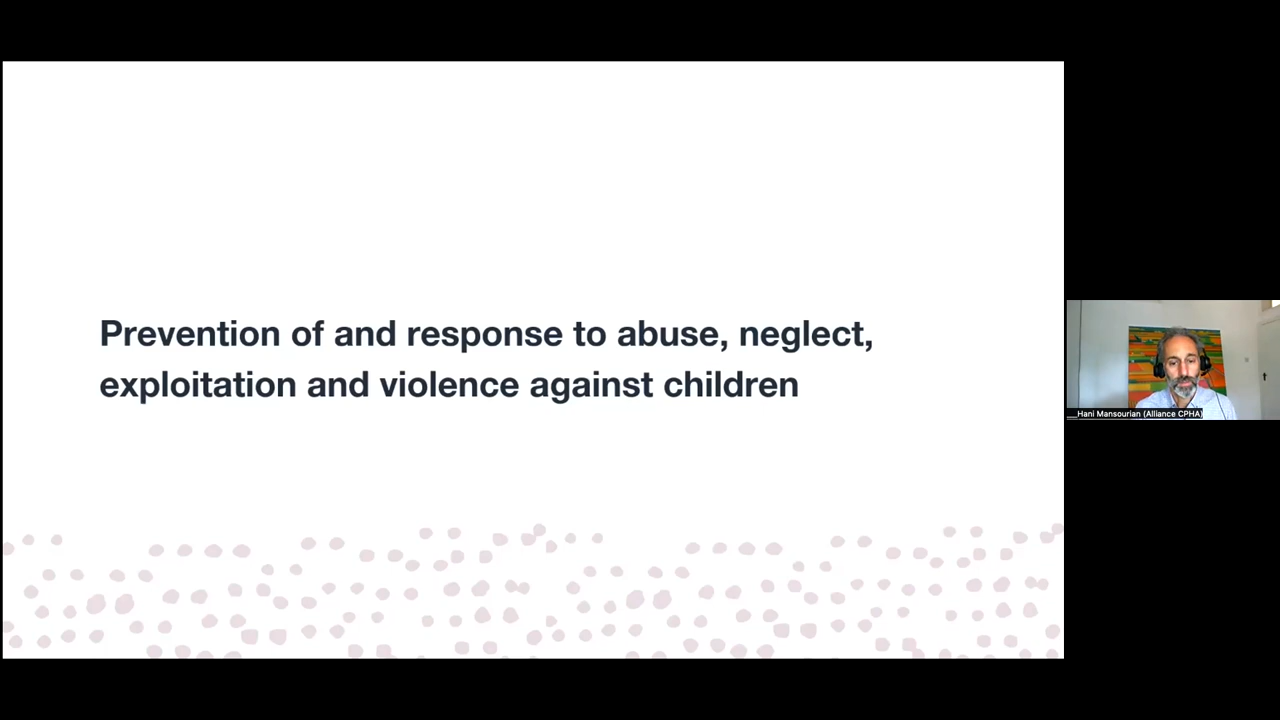 Prevention of and response to abuse, neglect,
exploitation and violence against children
Hani Mansourian (Alliance CPHA)